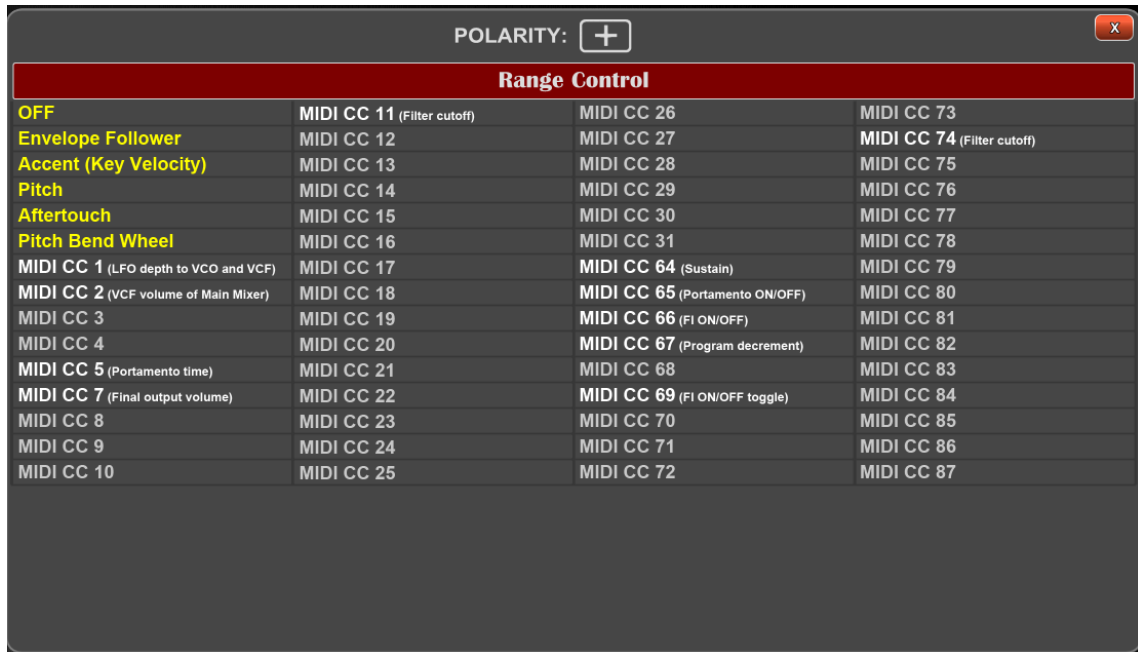 POLARITY: +
X
Range Control
OFF
Envelope Follower
Accent (Key Velocity)
Pitch
Aftertouch
Pitch Bend Wheel
MIDI CC 1 (LFO depth to VCO and VCF)
MIDI CC 2 (VCF volume of Main Mixer)
MIDI CC 3
MIDI CC 4
MIDI CC 5 (Portamento time)
MIDI CC 7 (Final output volume)
MIDI CC 8
MIDI CC 9
MIDI CC 10
MIDI CC 11 (Filter cutoff)
MIDI CC 12
MIDI CC 13
MIDI CC 14
MIDI CC 15
MIDI CC 16
MIDI CC 17
MIDI CC 18
MIDI CC 19
MIDI CC 20
MIDI CC 21
MIDI CC 22
MIDI CC 23
MIDI CC 24
MIDI CC 25
MIDI CC 26
MIDI CC 27
MIDI CC 28
MIDI CC 29
MIDI CC 30
MIDI CC 31
MIDI CC 64 (Sustain)
MIDI CC 65 (Portamento ON/OFF)
MIDI CC 66 (FI ON/OFF)
MIDI CC 67 (Program decrement)
MIDI CC 68
MIDI CC 69 (FI ON/OFF toggle)
MIDI CC 70
MIDI CC 71
MIDI CC 72
MIDI CC 73
MIDI CC 74 (Filter cutoff)
MIDI CC 75
MIDI CC 76
MIDI CC 77
MIDI CC 78
MIDI CC 79
MIDI CC 80
MIDI CC 81
MIDI CC 82
MIDI CC 83
MIDI CC 84
MIDI CC 85
MIDI CC 86
MIDI CC 87